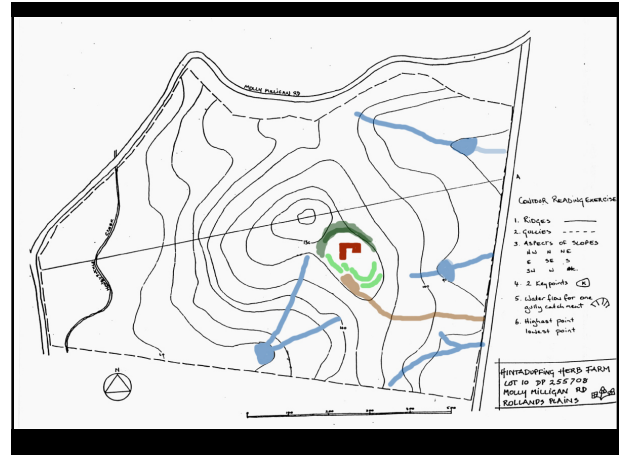 MOLLY MILLIGAN RD
A
CONTOUR READING EXERCISE
1. RIDGES
2. GULLIES
3. ASPECTS OF SLOPES
NW N NE
E SE S
SW W
4. 2 Keypoints K
5. Water flow for one
gully catchment
6. Highest point
lowest point
N
HINTADUFFING HERB FARM
LOT 10 DP 255708
MOLLY MILLIGAN RD
ROLLANDS PLAINS